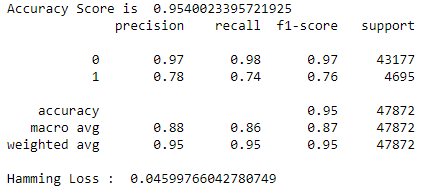 Accuracy Score is  0.9540023395721925
              precision    recall  f1-score   support

           0       0.97      0.98      0.97     43177
           1       0.78      0.74      0.76      4695

    accuracy                           0.95     47872
   macro avg       0.88      0.86      0.87     47872
weighted avg       0.95      0.95      0.95     47872

Hamming Loss :  0.04599766042780749